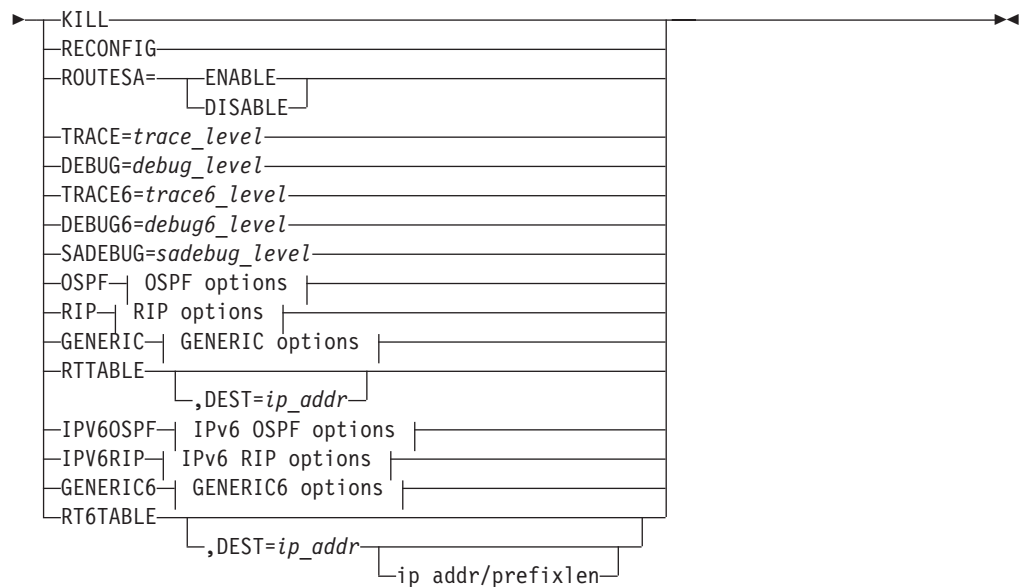 KILL
RECONFIG
ROUTESA= ENABLE
DISABLE
TRACE=trace_level
DEBUG=debug_level
TRACE6=trace6_level
DEBUG6=debug6_level
SADEBUG=sadebug_level
OSPF OSPF options
RIP RIP options
GENERIC GENERIC options
RTTABLE
,DEST=ip_addr
IPV6OSPF IPv6 OSPF options
IPV6RIP IPv6 RIP options
GENERIC6 GENERIC6 options
RT6TABLE
,DEST=ip_addr
ip addr/prefixlen